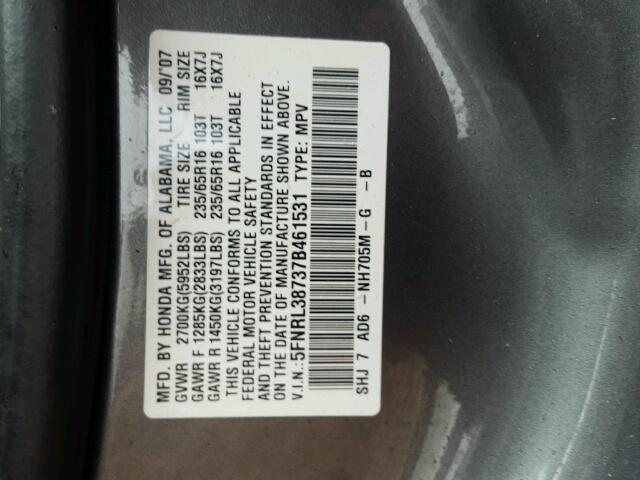 MFD. BY HONDA MFG. OF ALABAMA, LLC 09/'07
GVWR 2700KG(5952LBS) TIRE SIZE RIM SIZE
GAWR F 1285KG(2833LBS) 235/65R16 103T 16X7J
GAWR R 1450KG(3197LBS) 235/65R16 103T 16X7J
THIS VEHICLE CONFORMS TO ALL APPLICABLE
FEDERAL MOTOR VEHICLE SAFETY
AND THEFT PREVENTION STANDARDS IN EFFECT
ON THE DATE OF MANUFACTURE SHOWN ABOVE.
V.I.N.: 5FNRL38737B461531 TYPE: MPV
SHJ 7 AD6 - NH705M - G - B